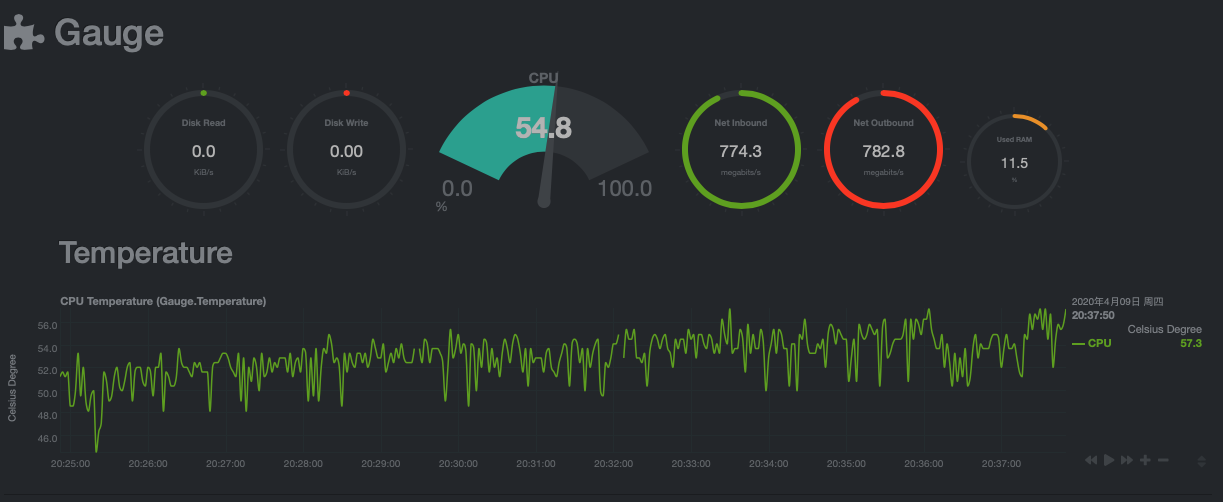 Gauge
Disk Read
0.0
KiB/s
Disk Write
0.00
KiB/s
CPU
54.8
0.0
100.0
%
Net Inbound
774.3
megabits/s
Net Outbound
782.8
megabits/s
Used RAM
11.5
%
Temperature
CPU Temperature (Gauge.Temperature)
2020年4月09日 周四
20:37:50
Celsius Degree
CPU 57.3
Celsius Degree
56.0
54.0
52.0
50.0
48.0
46.0
20:25:00 20:26:00 20:27:00 20:28:00 20:29:00 20:30:00 20:31:00 20:32:00 20:33:00 20:34:00 20:35:00 20:36:00 20:37:00